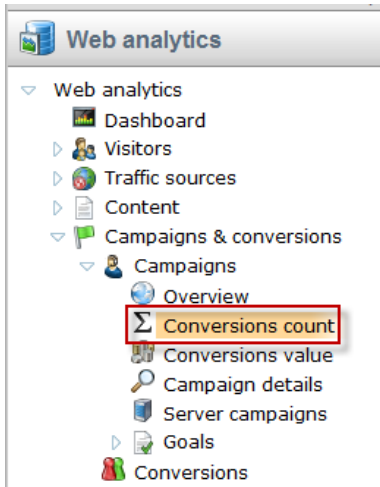 Web analytics
Web analytics
Dashboard
Visitors
Traffic sources
Content
Campaigns & conversions
Campaigns
Overview
Σ Conversions count
Conversions value
Campaign details
Server campaigns
Goals
Conversions